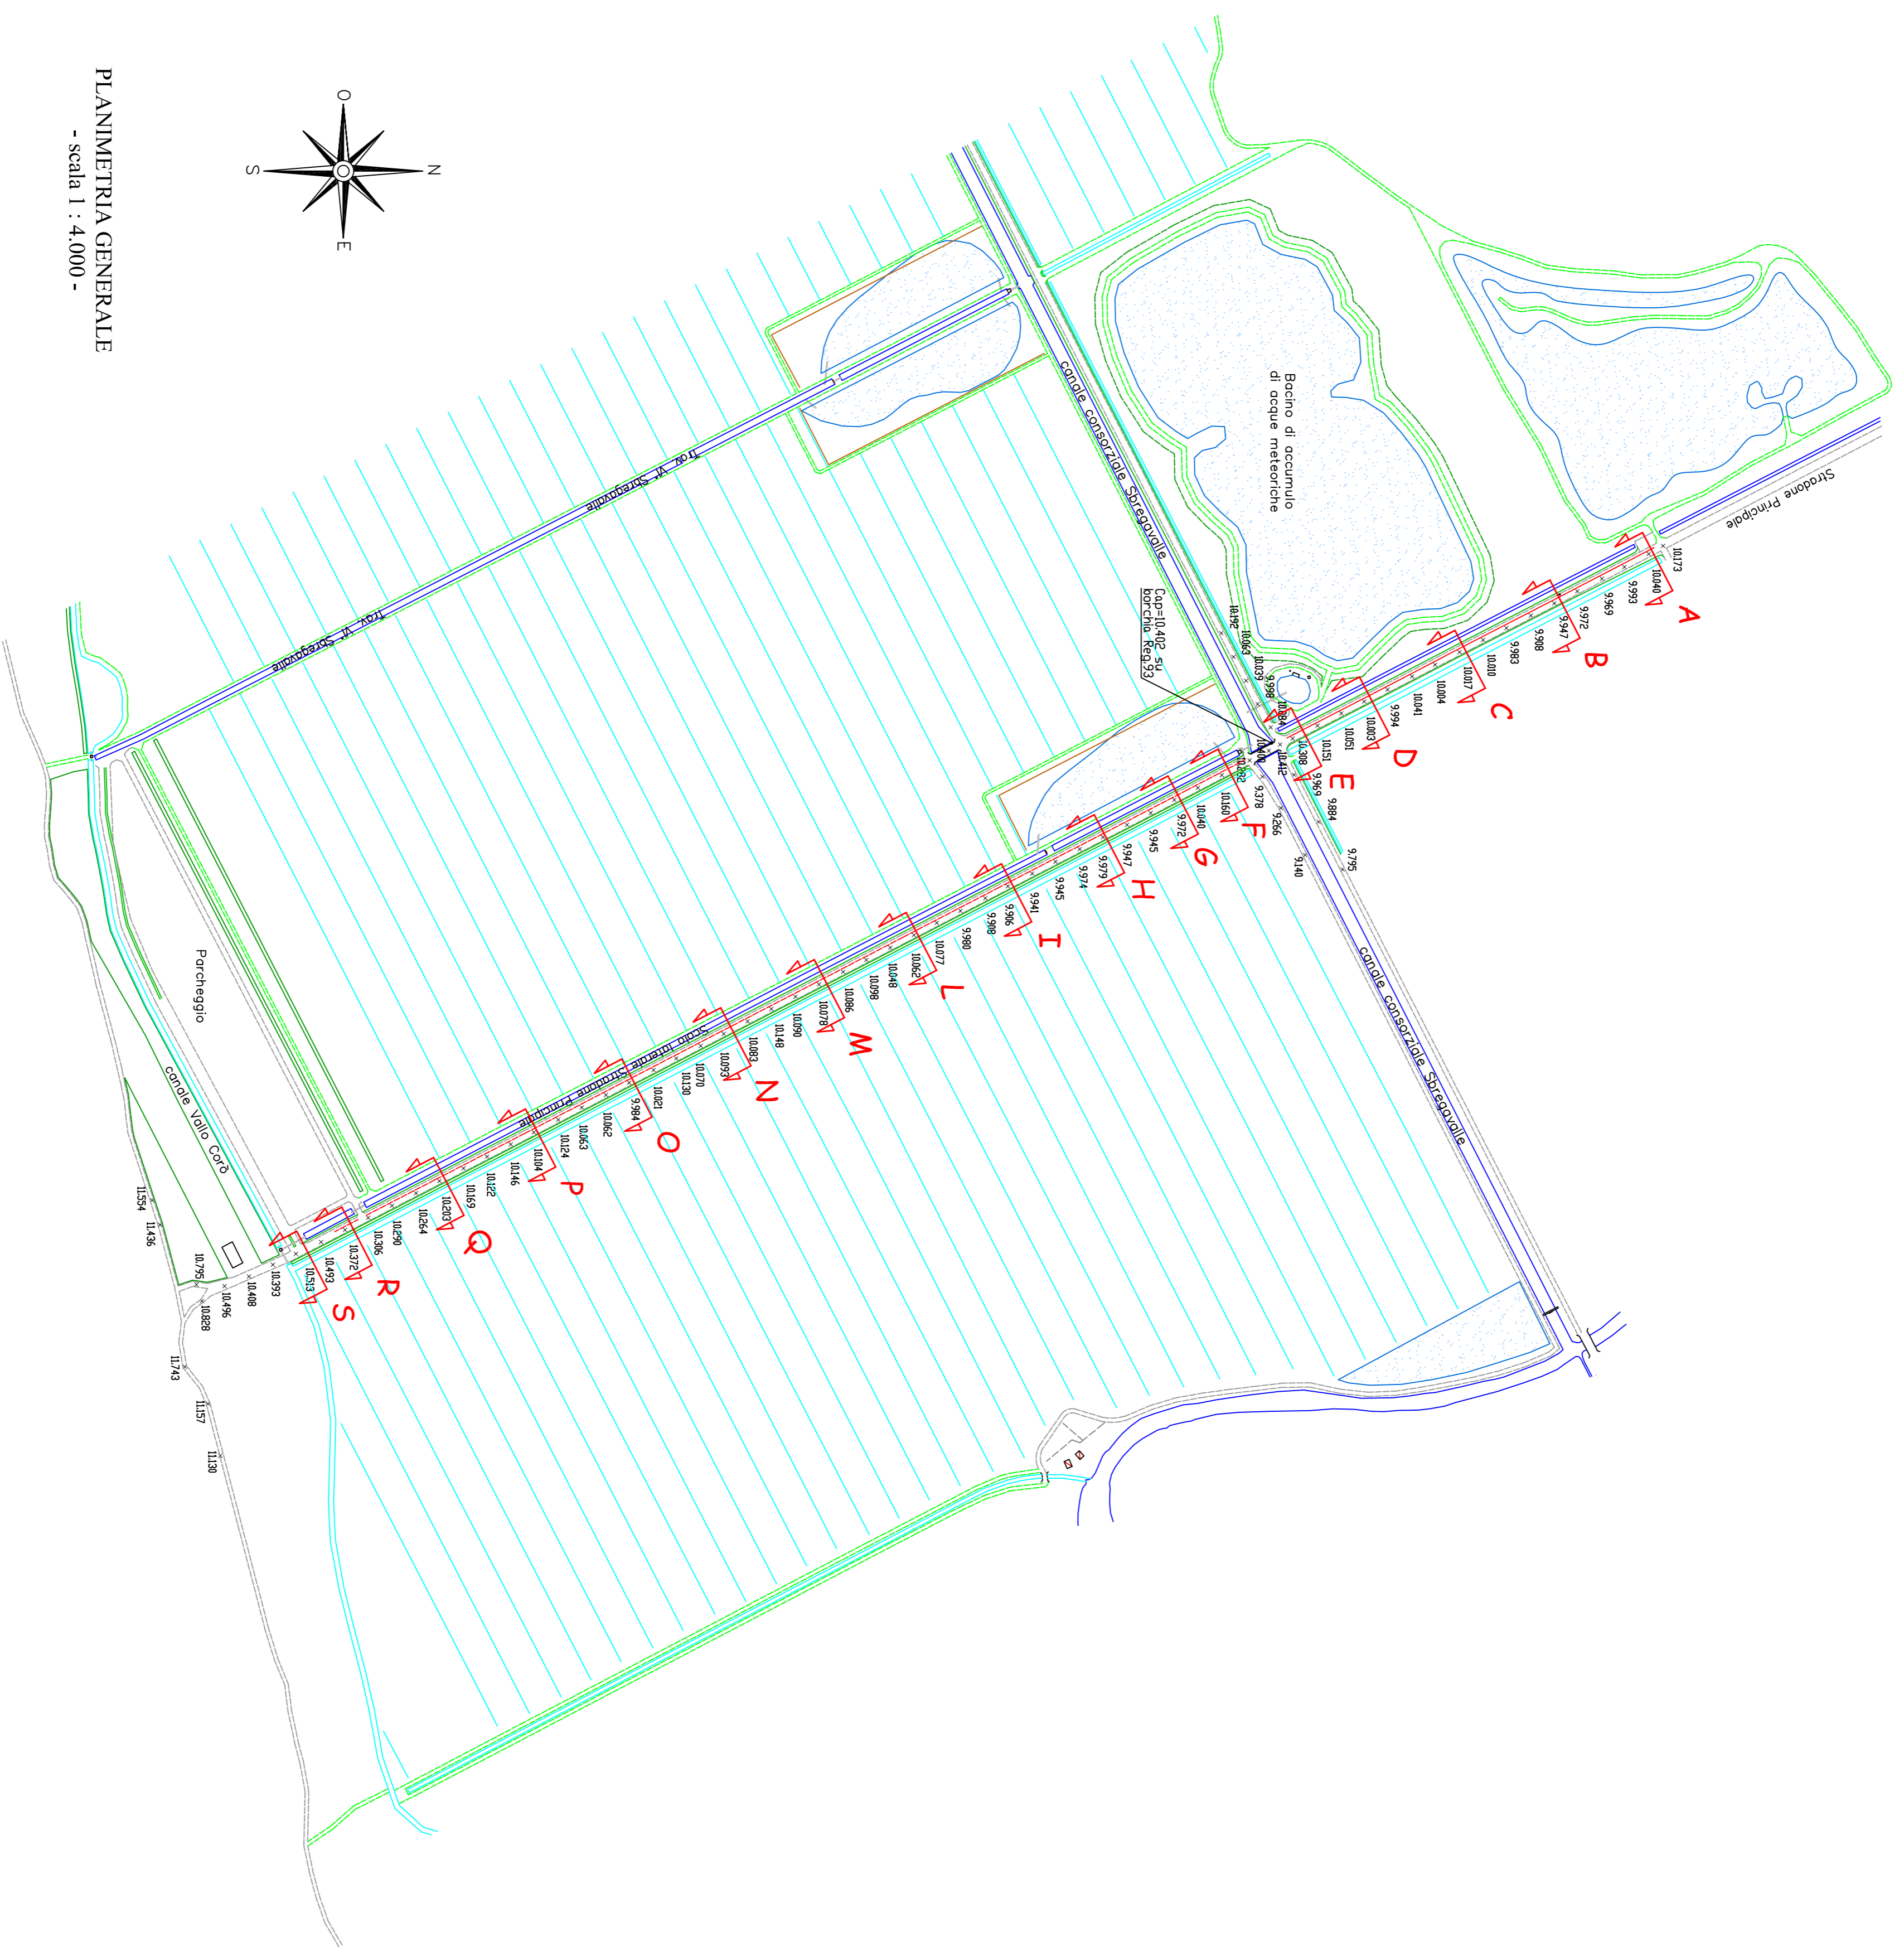 PLANIMETRIA GENERALE
- scala 1 : 4.000 -
O
N
S
E
Stradone Principale
Bacino di accumulo
di acque meteoriche
canale consorziale Sbregavalle
canale consorziale Sbregavalle
Trav. VI° Sbregavalle
Trav. VI° Sbregavalle
Cap=10.402 su
borchia Reg.93
Scolo laterale Stradone Principale
Parcheggio
canale Vallo Corò
A
B
C
D
E
F
G
H
I
L
M
N
O
P
Q
R
S
10.173
10.040
9.993
9.969
9.972
9.947
9.908
9.983
10.010
10.017
10.004
10.041
9.994
10.003
10.051
10.151
10.308
10.412
10.192
10.063
10.039
9.998
9.969
9.884
9.795
9.378
9.266
9.140
10.160
10.040
9.972
9.945
9.947
9.979
9.974
9.945
9.941
9.906
9.908
9.980
10.077
10.062
10.048
10.098
10.086
10.078
10.090
10.148
10.083
10.093
10.070
10.130
10.021
9.984
10.062
10.063
10.124
10.104
10.146
10.122
10.169
10.203
10.264
10.290
10.306
10.372
10.493
10.513
10.393
10.408
10.496
10.795
10.828
11.554
11.436
11.743
11.157
11.130